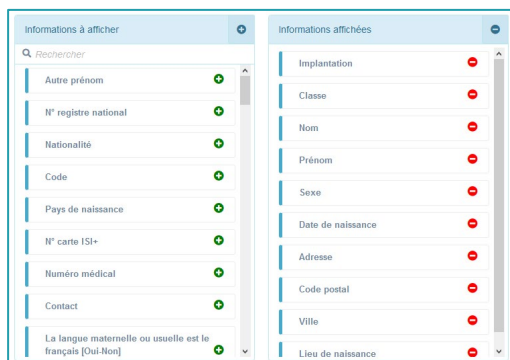 Informations à afficher
Rechercher
Autre prénom
N° registre national
Nationalité
Code
Pays de naissance
N° carte ISI+
Numéro médical
Contact
La langue maternelle ou usuelle est le
français [Oui-Non]
Informations affichées
Implantation
Classe
Nom
Prénom
Sexe
Date de naissance
Adresse
Code postal
Ville
Lieu de naissance